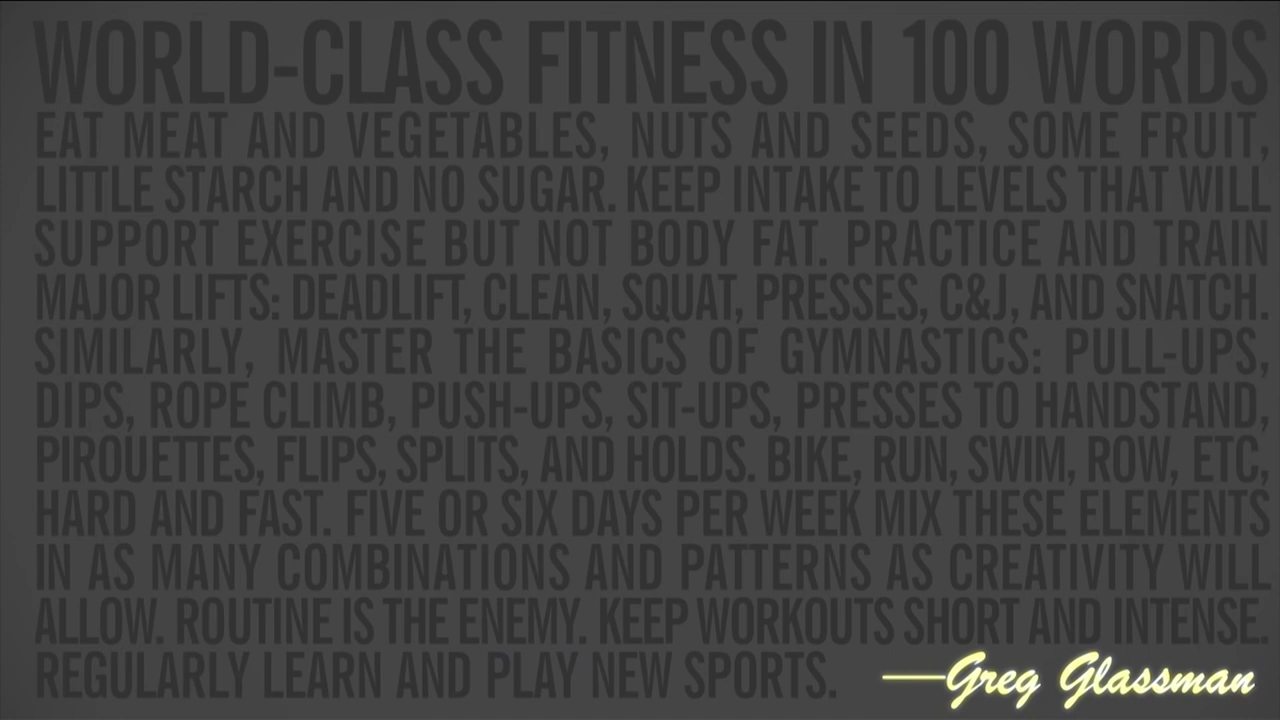 WORLD-CLASS FITNESS IN 100 WORDS
EAT MEAT AND VEGETABLES, NUTS AND SEEDS, SOME FRUIT,
LITTLE STARCH AND NO SUGAR. KEEP INTAKE TO LEVELS THAT WILL
SUPPORT EXERCISE BUT NOT BODY FAT. PRACTICE AND TRAIN
MAJOR LIFTS: DEADLIFT, CLEAN, SQUAT, PRESSES, C&J, AND SNATCH.
SIMILARLY, MASTER THE BASICS OF GYMNASTICS: PULL-UPS,
DIPS, ROPE CLIMB, PUSH-UPS, SIT-UPS, PRESSES TO HANDSTAND,
PIROUETTES, FLIPS, SPLITS, AND HOLDS. BIKE, RUN, SWIM, ROW, ETC,
HARD AND FAST. FIVE OR SIX DAYS PER WEEK MIX THESE ELEMENTS
IN AS MANY COMBINATIONS AND PATTERNS AS CREATIVITY WILL
ALLOW. ROUTINE IS THE ENEMY. KEEP WORKOUTS SHORT AND INTENSE.
REGULARLY LEARN AND PLAY NEW SPORTS. —Greg Glassman